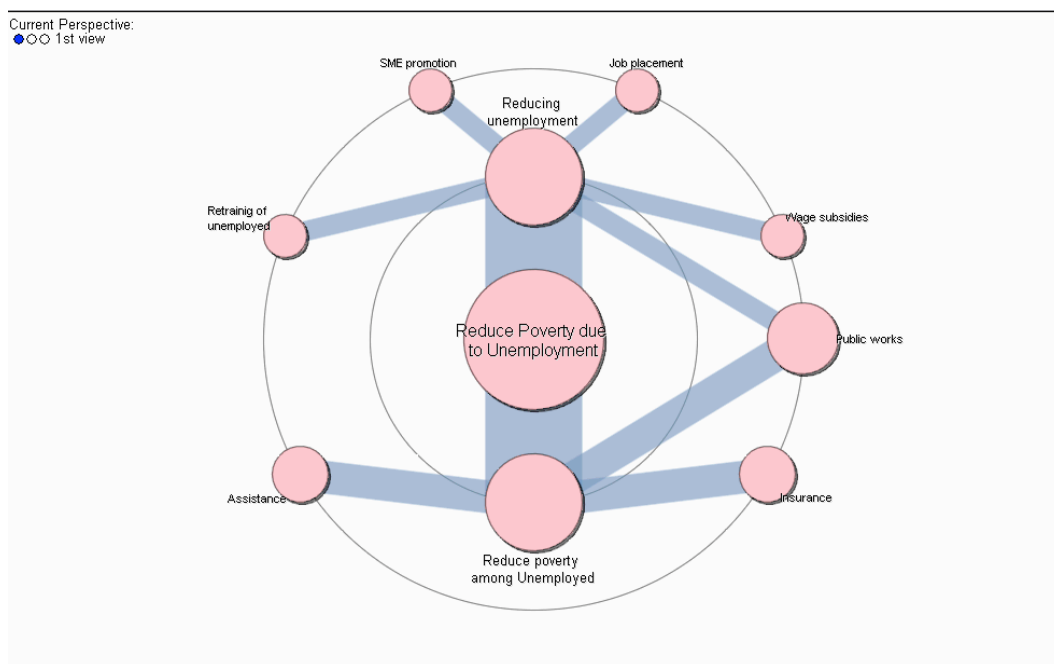 Current Perspective:
1st view
SME promotion
Job placement
Reducing
unemployment
Retrainig of
unemployed
Wage subsidies
Reduce Poverty due
to Unemployment
Public works
Assistance
Insurance
Reduce poverty
among Unemployed